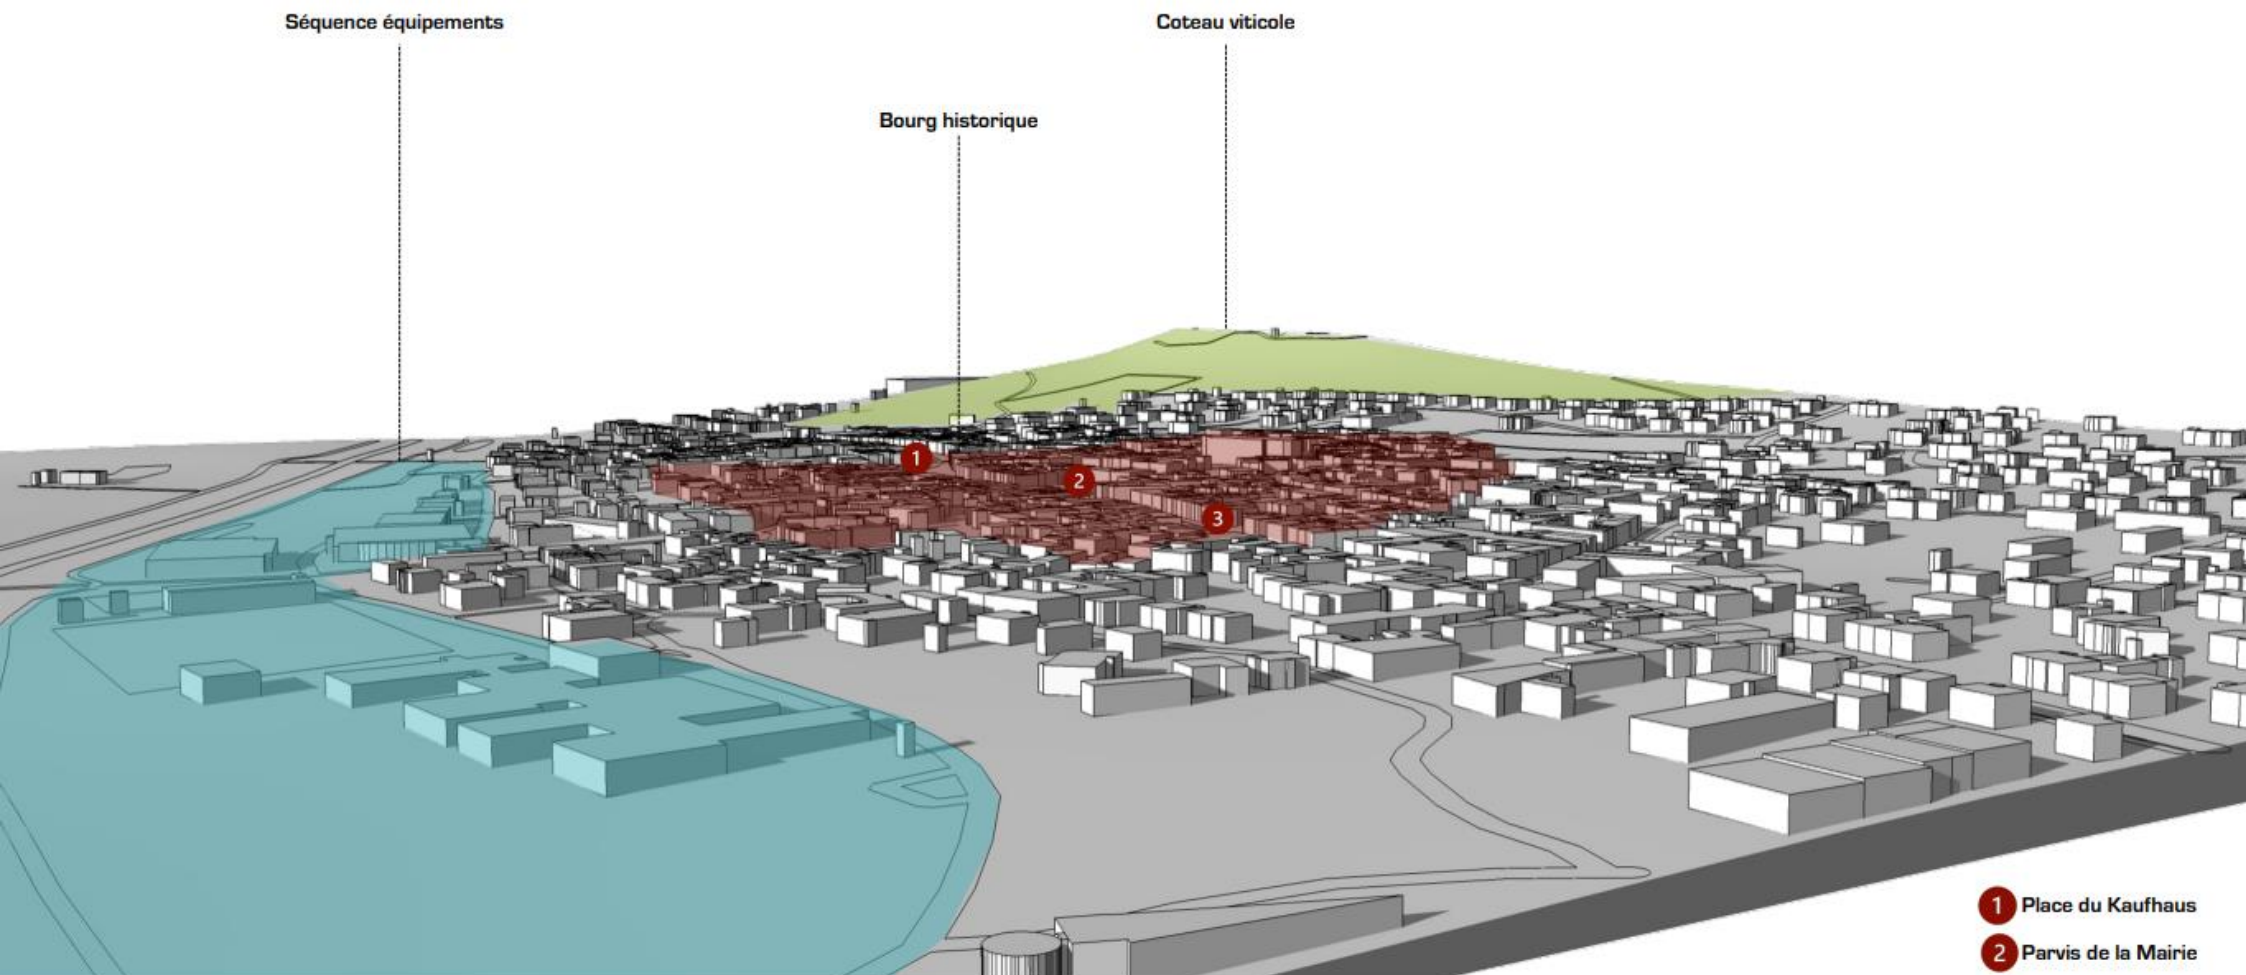 Séquence équipements
Coteau viticole
Bourg historique
1
2
3
1 Place du Kaufhaus
2 Parvis de la Mairie